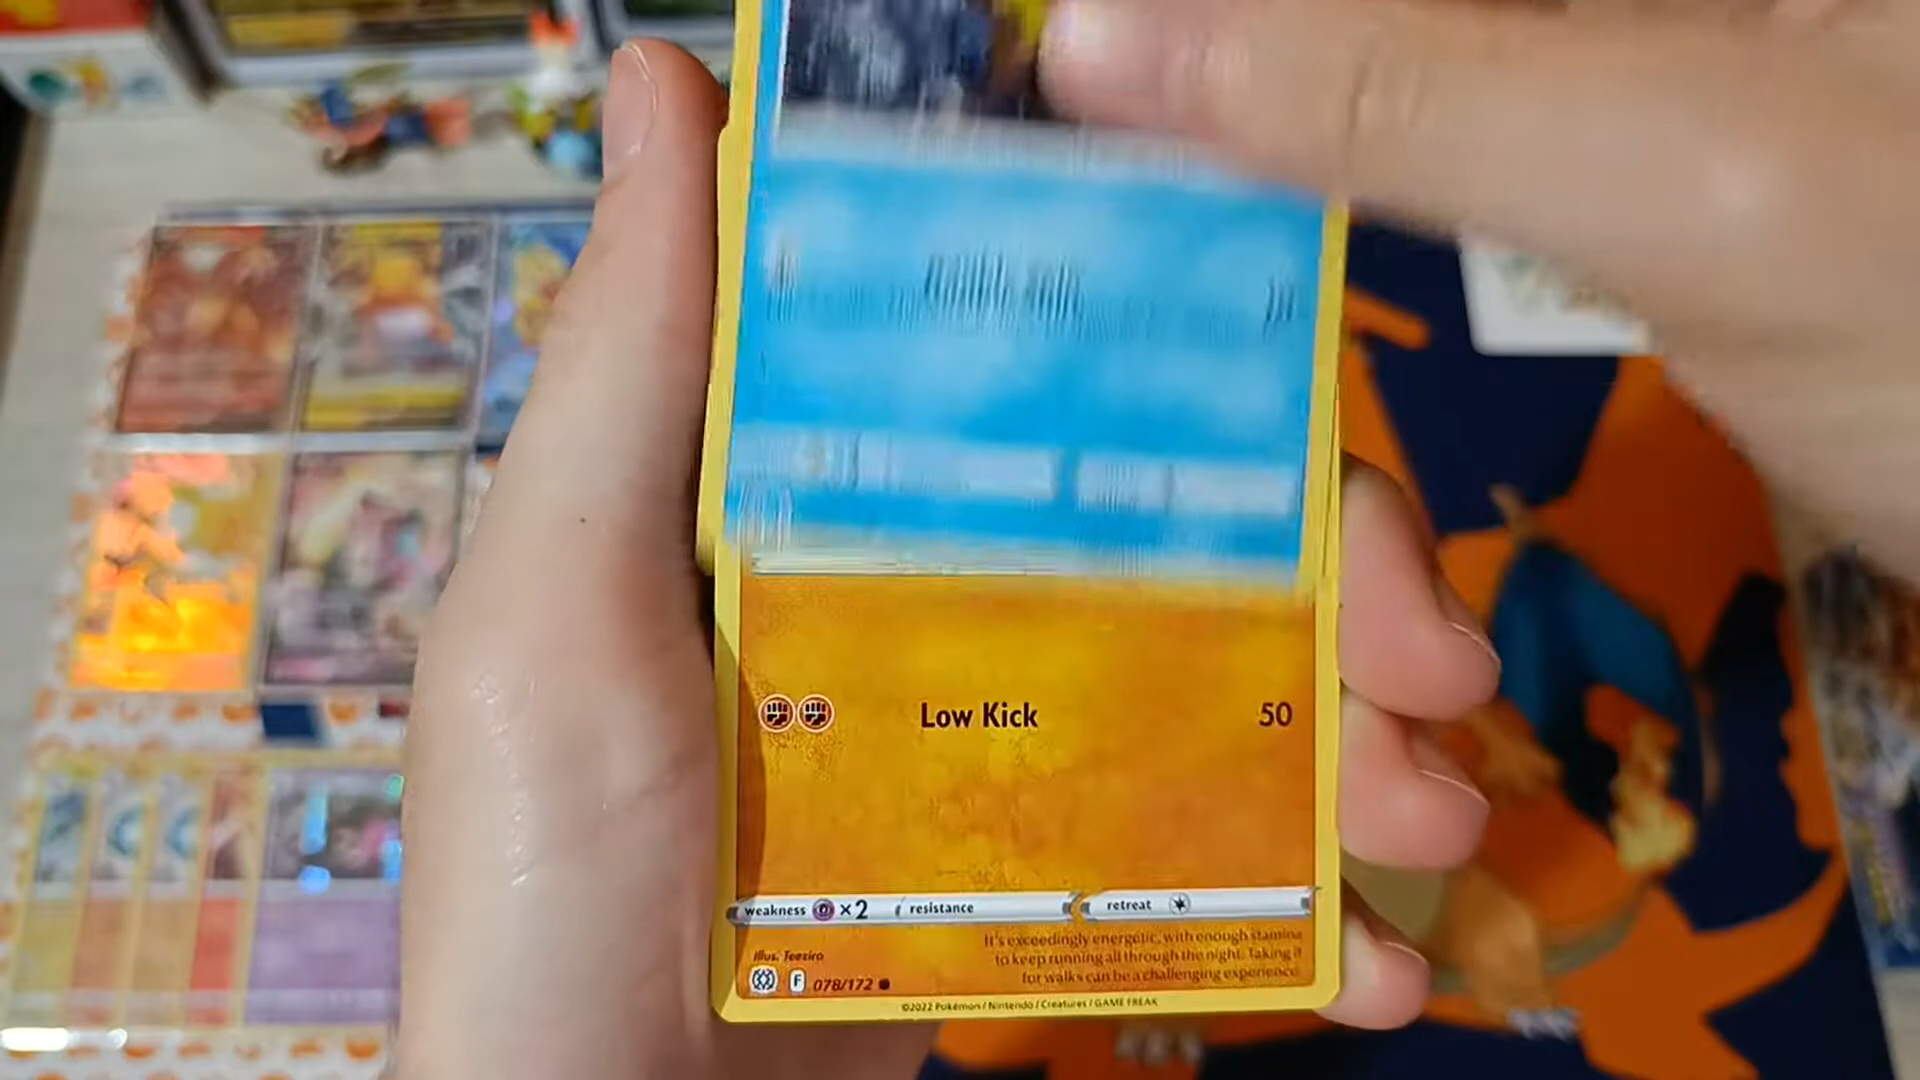 Low Kick 50
weakness ×2 resistance retreat
It's exceedingly energetic, with enough stamina
to keep running all through the night. Taking it
for walks can be a challenging experience.
Illus. Teeziro
F 078/172
©2022 Pokémon / Nintendo / Creatures / GAME FREAK